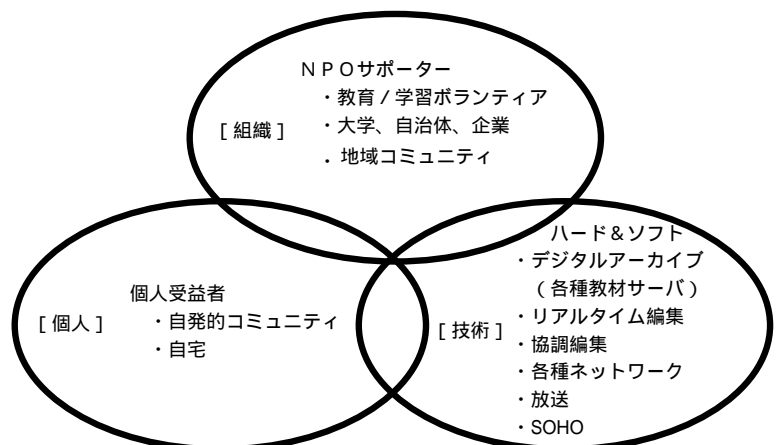 ＮＰＯサポーター
・教育／学習ボランティア
[ 組織 ]
・大学、自治体、企業
．地域コミュニティ
個人受益者
[ 個人 ]
・自発的コミュニティ
・自宅
ハード＆ソフト
・デジタルアーカイブ
（各種教材サーバ）
[ 技術 ]
・リアルタイム編集
・協調編集
・各種ネットワーク
・放送
・SOHO